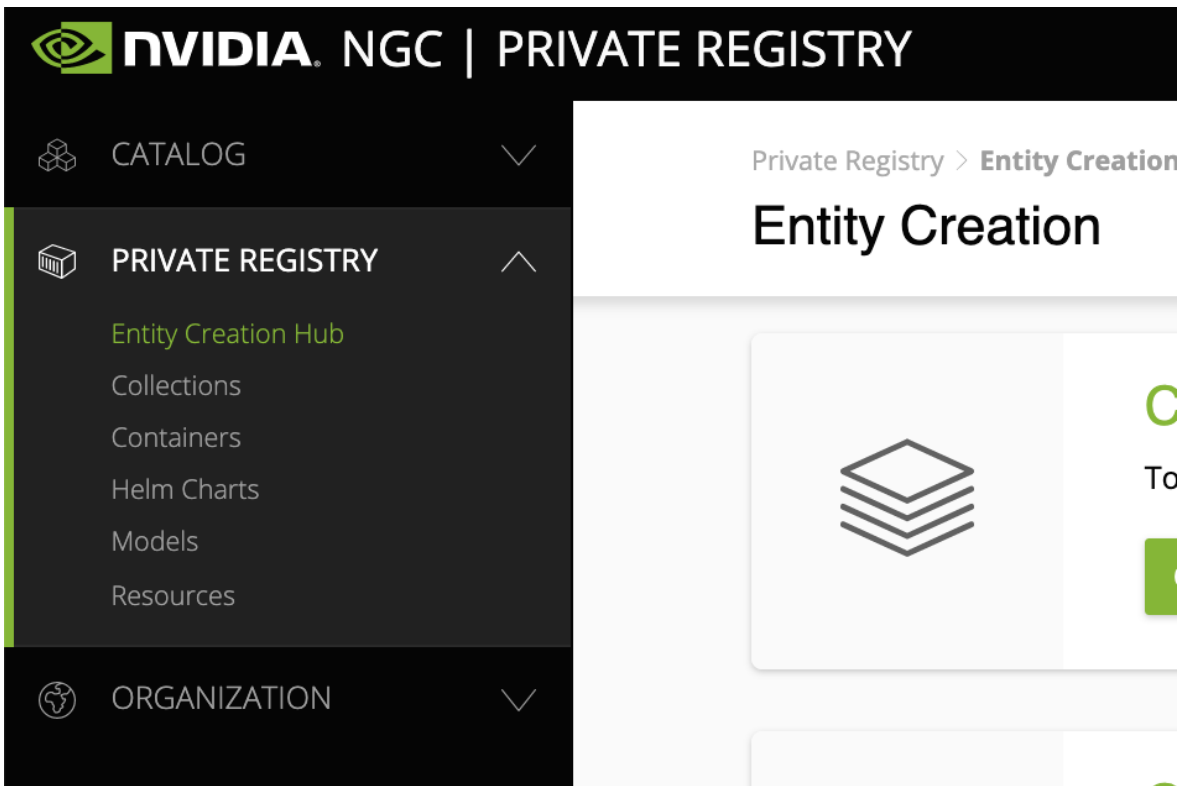 NVIDIA. NGC | PRIVATE REGISTRY
CATALOG
PRIVATE REGISTRY
Entity Creation Hub
Collections
Containers
Helm Charts
Models
Resources
ORGANIZATION
Private Registry > Entity Creation
Entity Creation
C
To